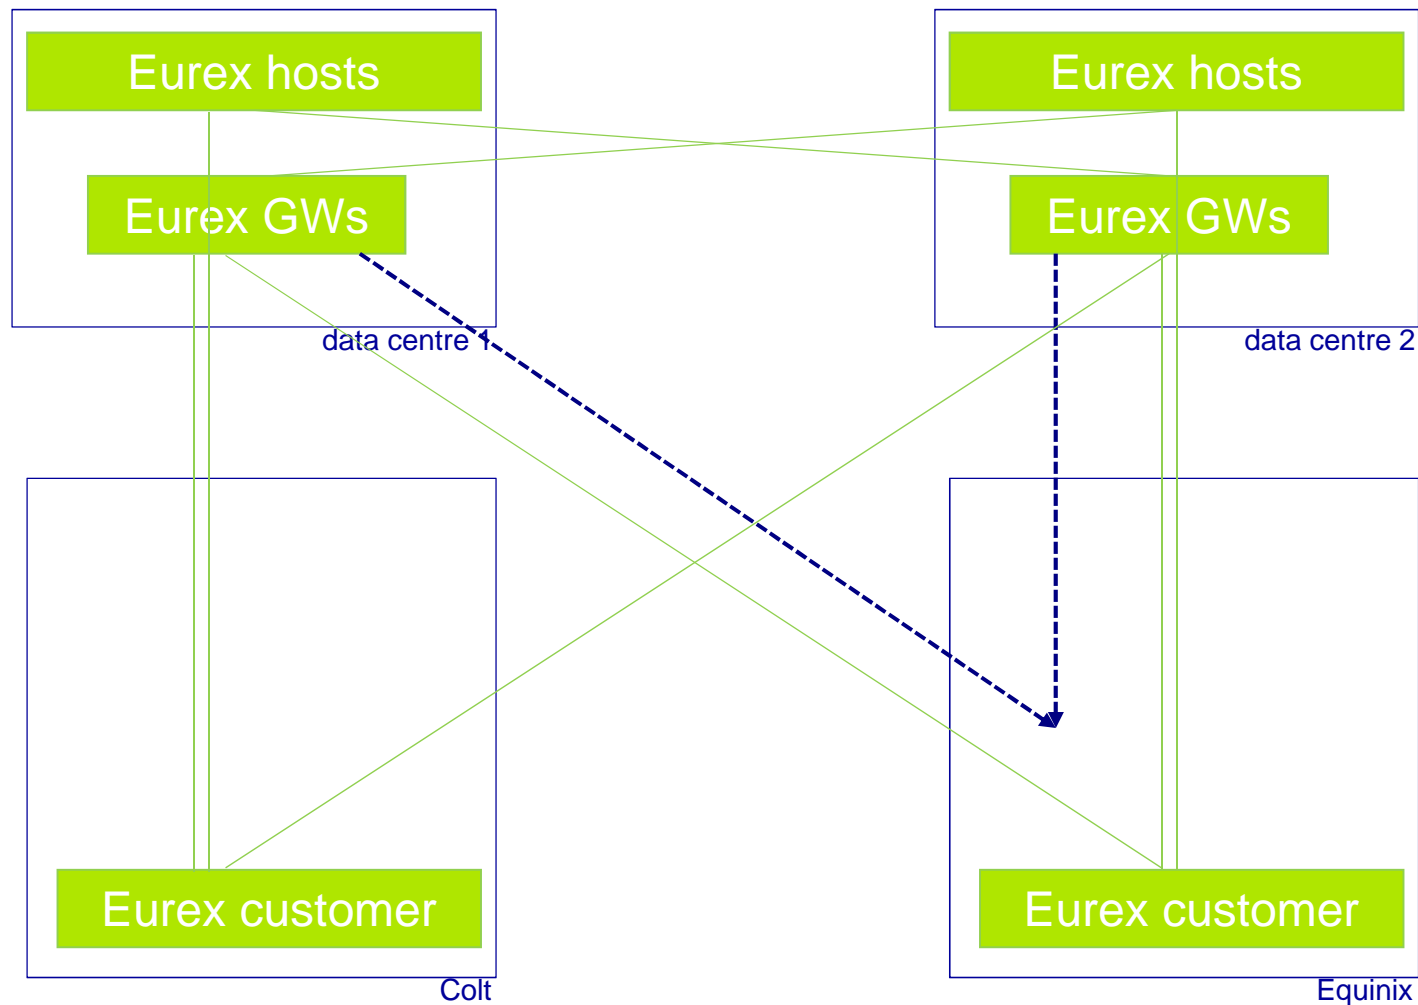 Eurex hosts
Eurex hosts
Eurex GWs
Eurex GWs
data centre 1
data centre 2
Eurex customer
Eurex customer
Colt
Equinix